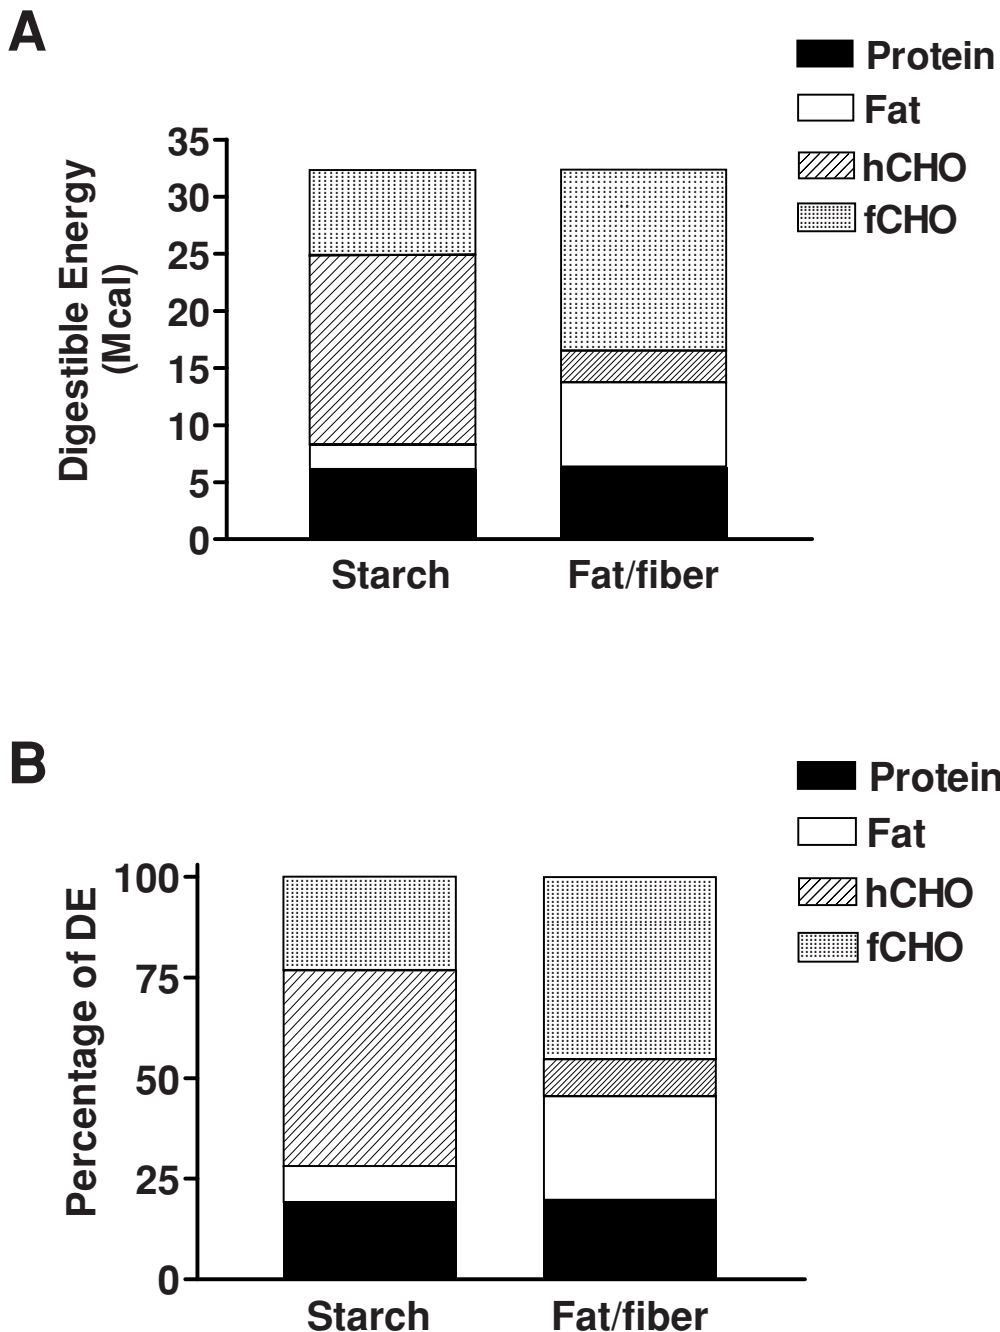 A
Protein
Fat
hCHO
fCHO
Digestible Energy
(Mcal)
35
30
25
20
15
10
5
0
Starch
Fat/fiber
B
Protein
Fat
hCHO
fCHO
Percentage of DE
100
75
50
25
0
Starch
Fat/fiber